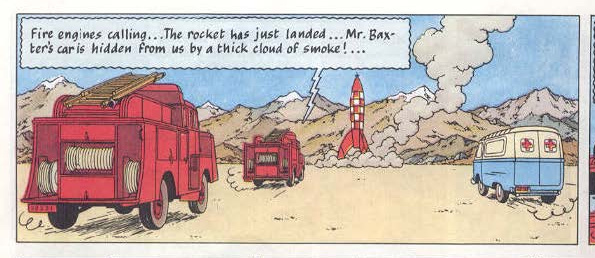 Fire engines calling...The rocket has just landed...Mr. Bax-
ter's car is hidden from us by a thick cloud of smoke!...